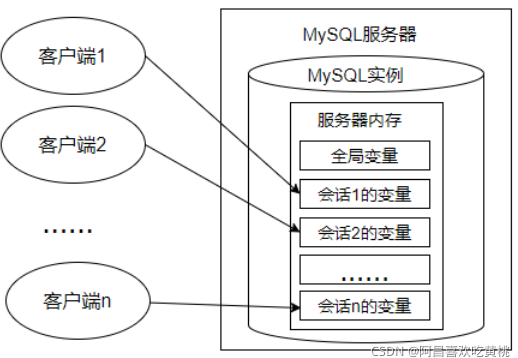 MySQL服务器
客户端1
MySQL实例
服务器内存
客户端2
全局变量
会话1的变量
......
会话2的变量
......
客户端n
会话n的变量
CSDN @阿昌喜欢吃黄桃